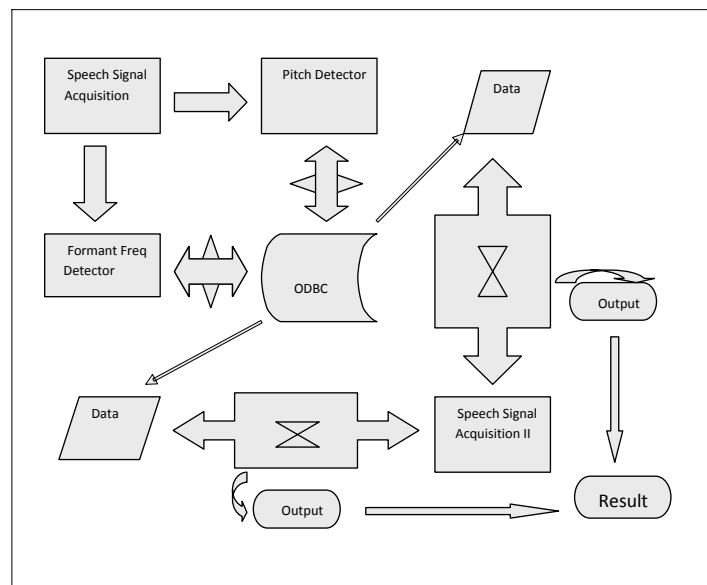 Speech Signal
Acquisition
Pitch Detector
Data
Formant Freq
Detector
ODBC
Output
Data
Speech Signal
Acquisition II
Output
Result